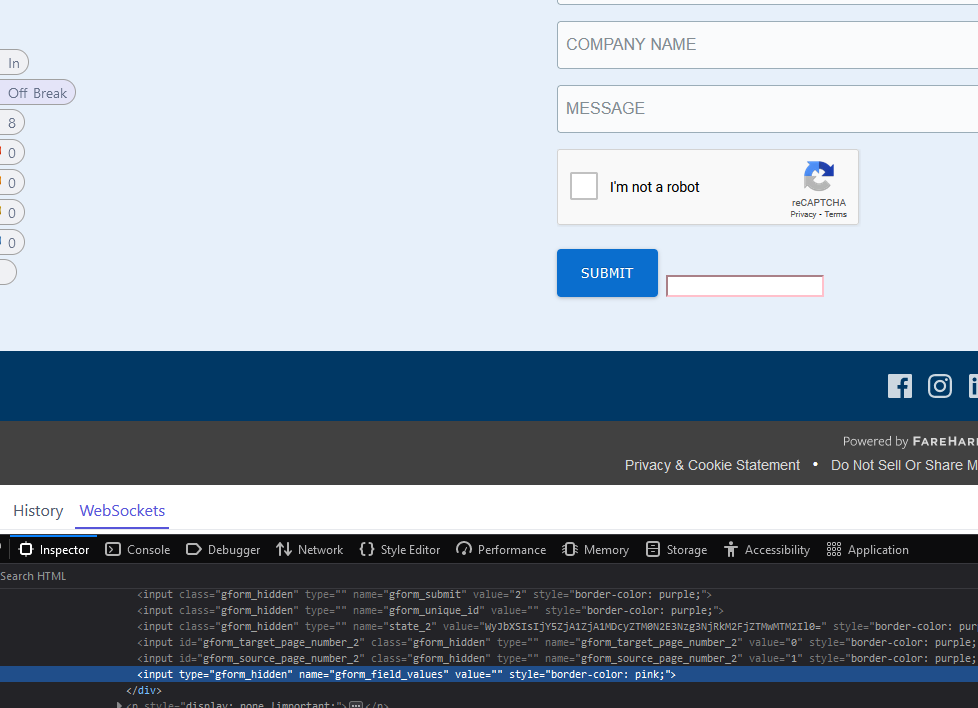 COMPANY NAME
In
Off Break
MESSAGE
8
0
I'm not a robot
0
reCAPTCHA
Privacy - Terms
0
0
SUBMIT
Powered by FAREHAR
Privacy & Cookie Statement • Do Not Sell Or Share M
History WebSockets
Inspector Console Debugger Network Style Editor Performance Memory Storage Accessibility Application
Search HTML
<input class="gform_hidden" type="" name="gform_submit" value="2" style="border-color: purple;">
<input class="gform_hidden" type="" name="gform_unique_id" value="" style="border-color: purple;">
<input class="gform_hidden" type="" name="state_2" value="WyJbXSIsIjY5ZjA1ZjA1MDcyZTM0N2E3Nzg3NjRkM2FjZTMwMTM2Il0=" style="border-color: pur
<input id="gform_target_page_number_2" class="gform_hidden" type="" name="gform_target_page_number_2" value="0" style="border-color: purple;
<input id="gform_source_page_number_2" class="gform_hidden" type="" name="gform_source_page_number_2" value="1" style="border-color: purple;
<input type="gform_hidden" name="gform_field_values" value="" style="border-color: pink;">
</div>
<p style="display: none !important;"> ••• </p>